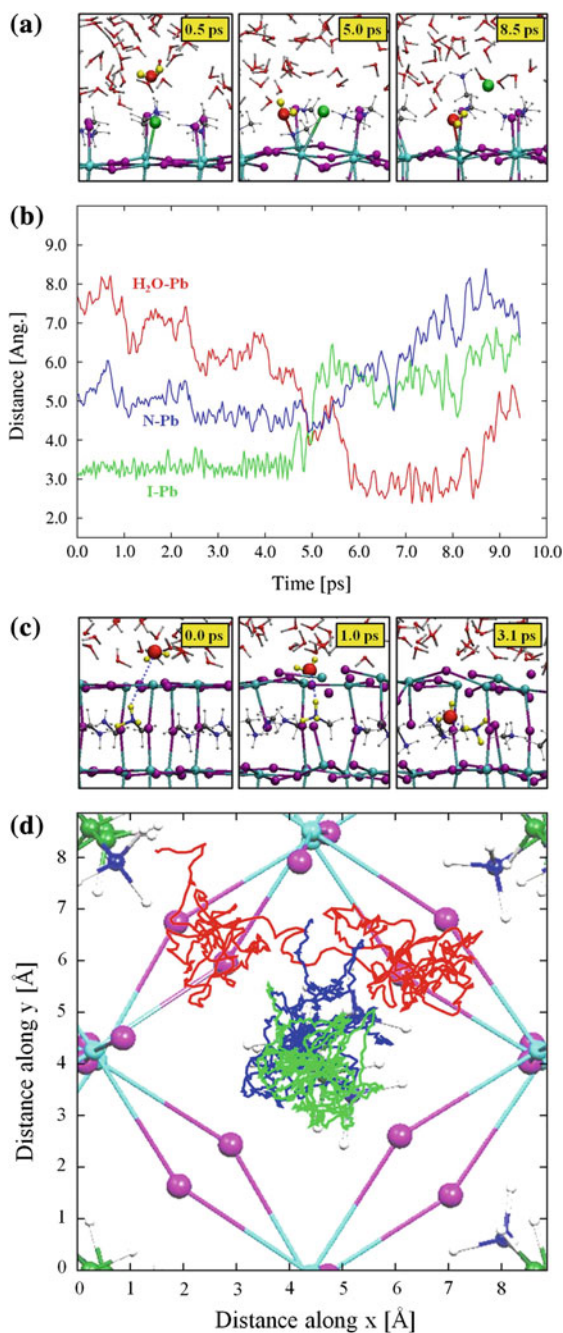 (a)
0.5 ps
5.0 ps
8.5 ps
(b)
9.0
8.0
7.0
6.0
5.0
4.0
3.0
2.0
Distance [Ang.]
H₂O-Pb
N-Pb
I-Pb
0.0 1.0 2.0 3.0 4.0 5.0 6.0 7.0 8.0 9.0 10.0
Time [ps]
(c)
0.0 ps
1.0 ps
3.1 ps
(d)
8
7
6
5
4
3
2
1
0
Distance along y [Å]
0 1 2 3 4 5 6 7 8
Distance along x [Å]